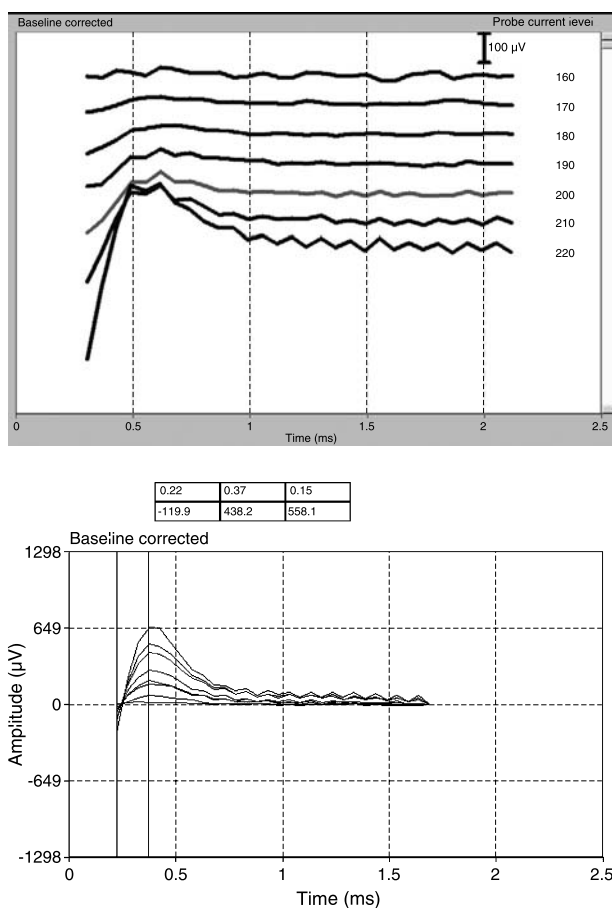 Baseline corrected Probe current level
100 µV
160
170
180
190
200
210
220
0 0.5 1 1.5 2 2.5
Time (ms)
0.22 0.37 0.15
-119.9 438.2 558.1
Baseline corrected
1298
649
0
-649
-1298
Amplitude (µV)
0 0.5 1 1.5 2 2.5
Time (ms)